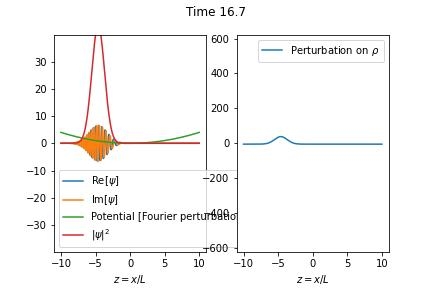 Time 16.7
40
30
20
10
0
−10
−20
−30
Re[ψ]
Im[ψ]
Potential [Fourier perturbatio
|ψ|²
−10 −5 0 5 10
z = x/L
600
400
200
0
−200
−400
−600
Perturbation on ρ
−10 −5 0 5 10
z = x/L